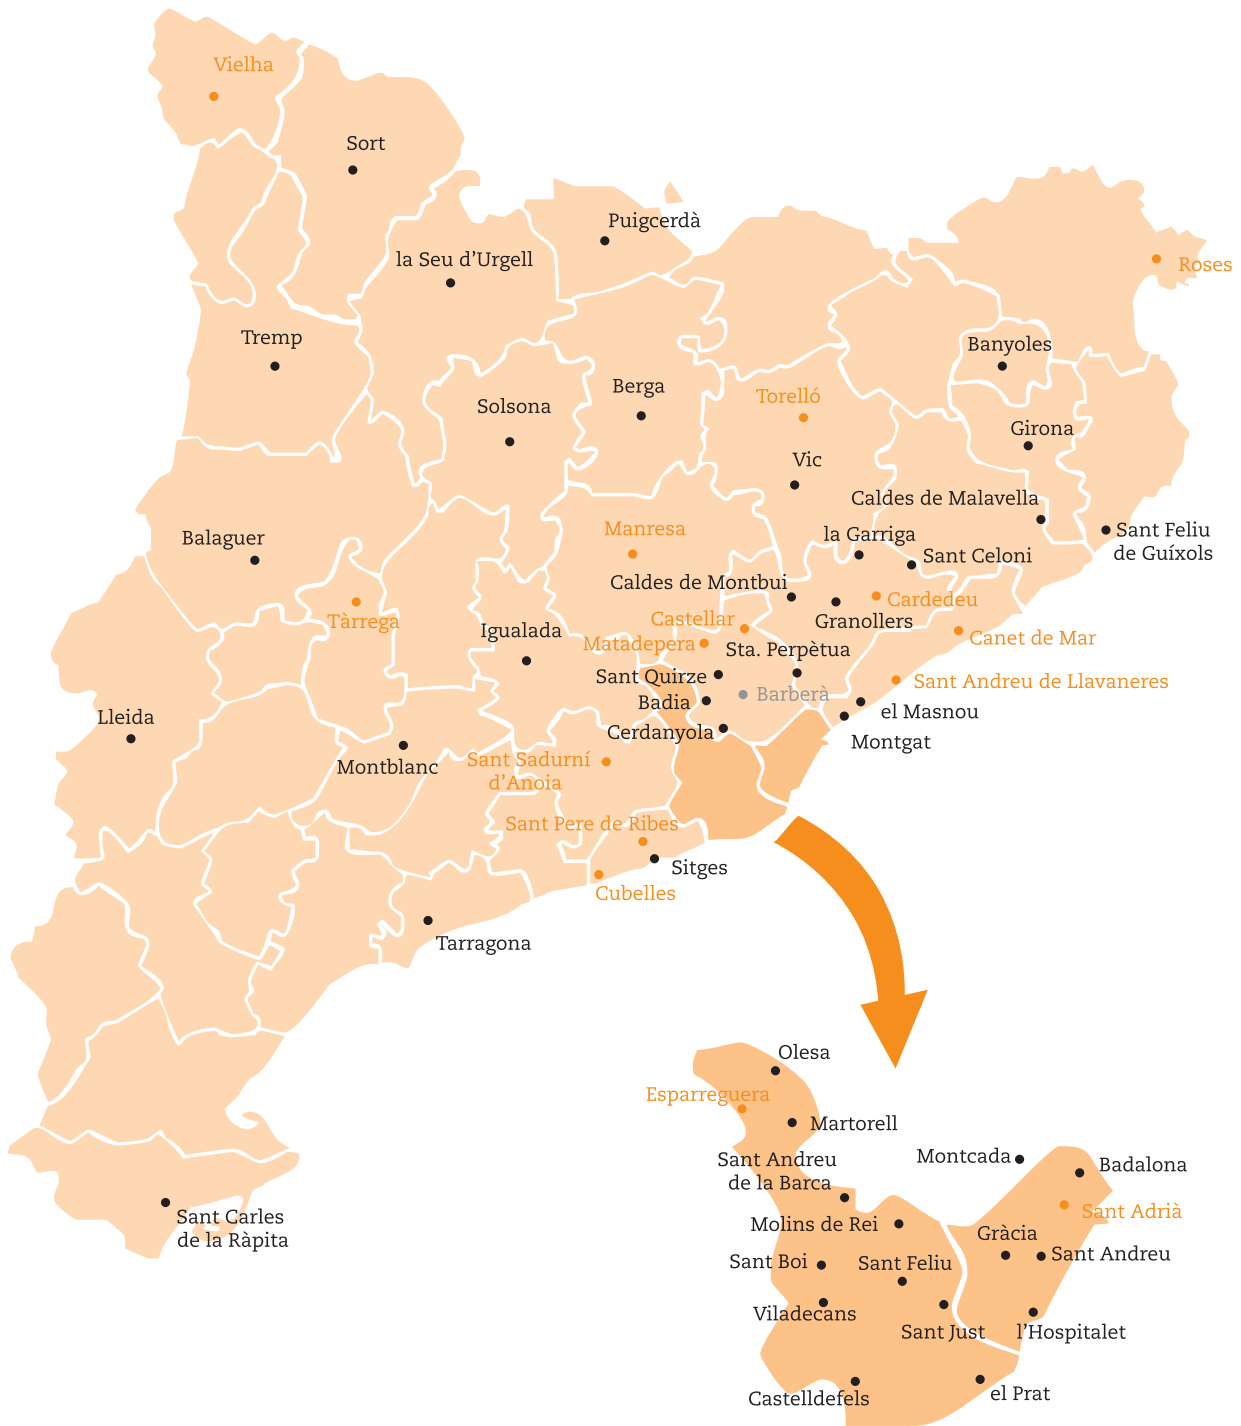 Vielha
Sort
Puigcerdà
la Seu d’Urgell
Roses
Tremp
Banyoles
Berga
Torelló
Solsona
Girona
Vic
Caldes de Malavella
Manresa
Sant Feliu
de Guíxols
la Garriga
Balaguer
Sant Celoni
Caldes de Montbui
Cardedeu
Castellar
Granollers
Tàrrega
Igualada
Canet de Mar
Matadepera
Sta. Perpètua
Sant Quirze
Sant Andreu de Llavaneres
Barberà
Badia
el Masnou
Lleida
Cerdanyola
Montgat
Sant Sadurní
d’Anoia
Montblanc
Sant Pere de Ribes
Sitges
Cubelles
Tarragona
Olesa
Esparreguera
Martorell
Montcada
Sant Andreu
de la Barca
Badalona
Sant Adrià
Sant Carles
de la Ràpita
Molins de Rei
Gràcia
Sant Andreu
Sant Boi
Sant Feliu
Viladecans
Sant Just
l’Hospitalet
Castelldefels
el Prat